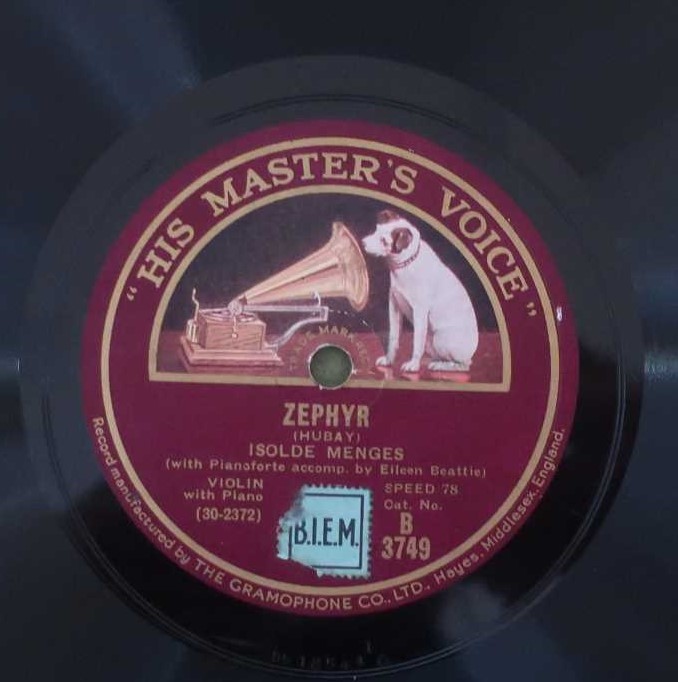 "HIS MASTER'S VOICE"
TRADE MARK
ZEPHYR
(HUBAY)
ISOLDE MENGES
(with Pianoforte accomp. by Eileen Beattie)
VIOLIN
with Piano
(30-2372)
SPEED 78
Cat. No.
B
3749
B.I.E.M.
Record manufactured by THE GRAMOPHONE CO., LTD., Hayes, Middlesex, England.